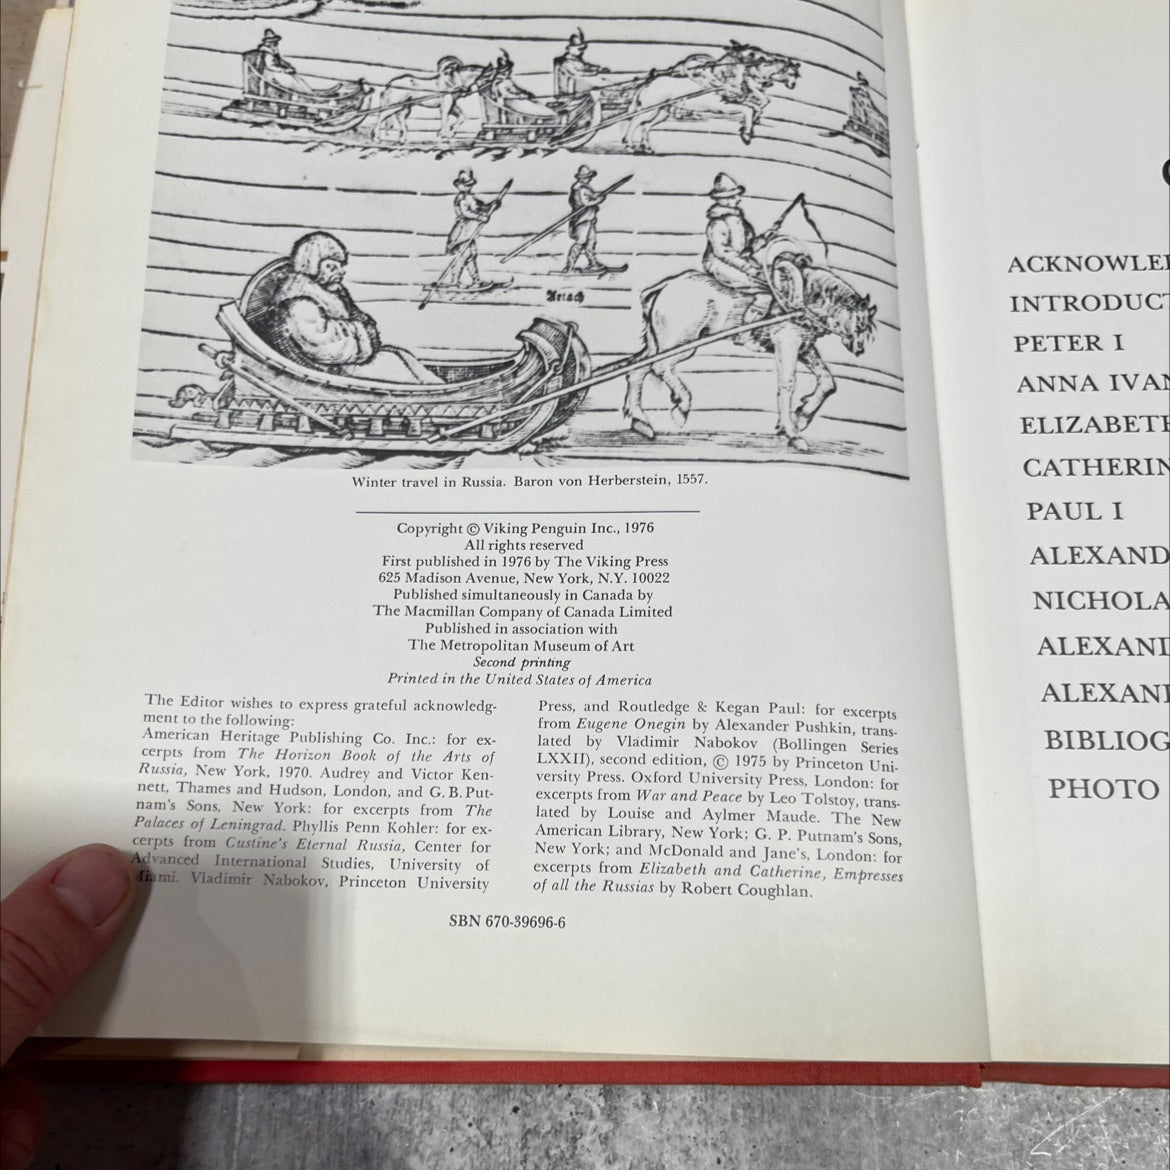 Winter travel in Russia. Baron von Herberstein, 1557.
Copyright © Viking Penguin Inc., 1976
All rights reserved
First published in 1976 by The Viking Press
625 Madison Avenue, New York, N.Y. 10022
Published simultaneously in Canada by
The Macmillan Company of Canada Limited
Published in association with
The Metropolitan Museum of Art
Second printing
Printed in the United States of America
The Editor wishes to express grateful acknowledg-
ment to the following:
American Heritage Publishing Co. Inc.: for ex-
cerpts from The Horizon Book of the Arts of
Russia, New York, 1970. Audrey and Victor Ken-
nett, Thames and Hudson, London, and G. B. Put-
nam's Sons, New York: for excerpts from The
Palaces of Leningrad. Phyllis Penn Kohler: for ex-
cerpts from Custine's Eternal Russia, Center for
Advanced International Studies, University of
Miami. Vladimir Nabokov, Princeton University
Press, and Routledge & Kegan Paul: for excerpts
from Eugene Onegin by Alexander Pushkin, trans-
lated by Vladimir Nabokov (Bollingen Series
LXXII), second edition, © 1975 by Princeton Uni-
versity Press. Oxford University Press, London: for
excerpts from War and Peace by Leo Tolstoy, trans-
lated by Louise and Aylmer Maude. The New
American Library, New York; G. P. Putnam's Sons,
New York; and McDonald and Jane's, London: for
excerpts from Elizabeth and Catherine, Empresses
of all the Russias by Robert Coughlan.
SBN 670-39696-6
ACKNOWLE
INTRODUCT
PETER I
ANNA IVAN
ELIZABETH
CATHERIN
PAUL I
ALEXAND
NICHOLA
ALEXAND
ALEXAN
BIBLIOG
PHOTO